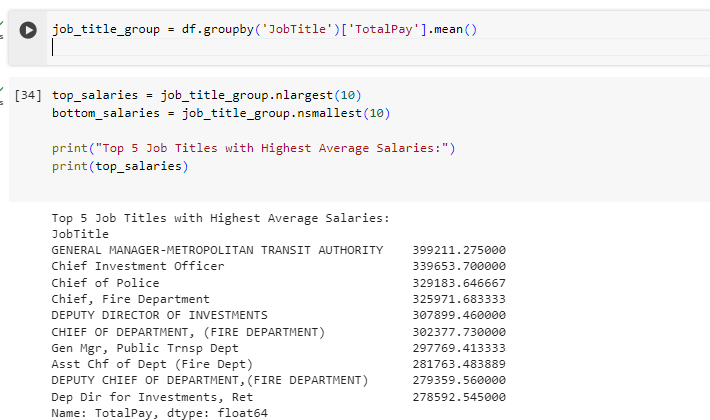 job_title_group = df.groupby('JobTitle')['TotalPay'].mean()
[34] top_salaries = job_title_group.nlargest(10)
bottom_salaries = job_title_group.nsmallest(10)
print("Top 5 Job Titles with Highest Average Salaries:")
print(top_salaries)
Top 5 Job Titles with Highest Average Salaries:
JobTitle
GENERAL MANAGER-METROPOLITAN TRANSIT AUTHORITY    399211.275000
Chief Investment Officer                          339653.700000
Chief of Police                                   329183.646667
Chief, Fire Department                            325971.683333
DEPUTY DIRECTOR OF INVESTMENTS                    307899.460000
CHIEF OF DEPARTMENT, (FIRE DEPARTMENT)            302377.730000
Gen Mgr, Public Trnsp Dept                        297769.413333
Asst Chf of Dept (Fire Dept)                      281763.483889
DEPUTY CHIEF OF DEPARTMENT,(FIRE DEPARTMENT)      279359.560000
Dep Dir for Investments, Ret                      278592.545000
Name: TotalPay, dtype: float64